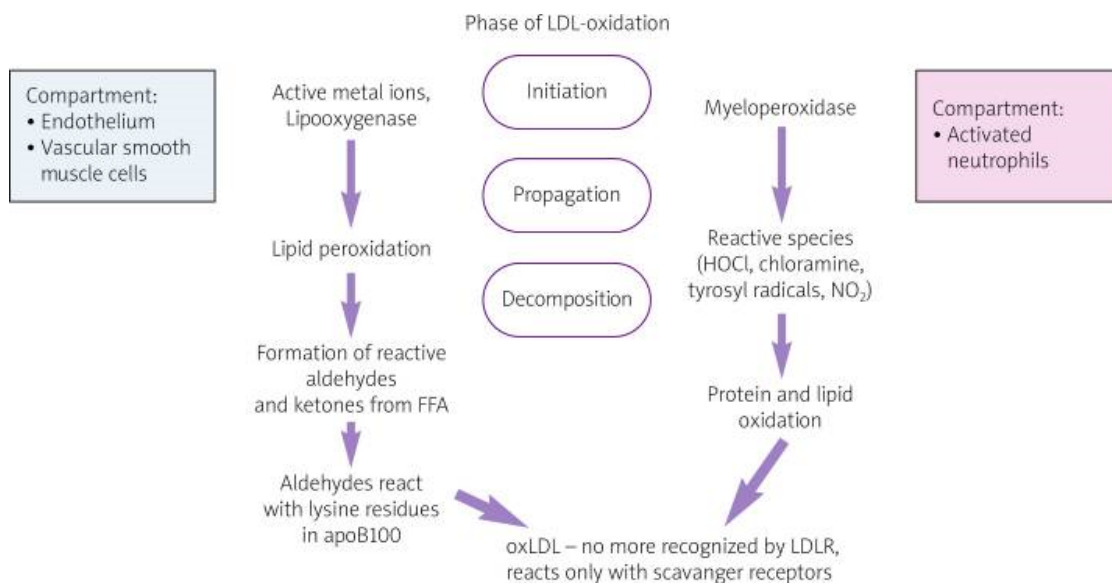 Phase of LDL-oxidation
Compartment:
• Endothelium
• Vascular smooth
muscle cells
Active metal ions,
Lipooxygenase
Lipid peroxidation
Formation of reactive
aldehydes
and ketones from FFA
Aldehydes react
with lysine residues
in apoB100
Initiation
Propagation
Decomposition
Myeloperoxidase
Reactive species
(HOCl, chloramine,
tyrosyl radicals, NO₂)
Protein and lipid
oxidation
Compartment:
• Activated
neutrophils
oxLDL – no more recognized by LDLR,
reacts only with scavanger receptors